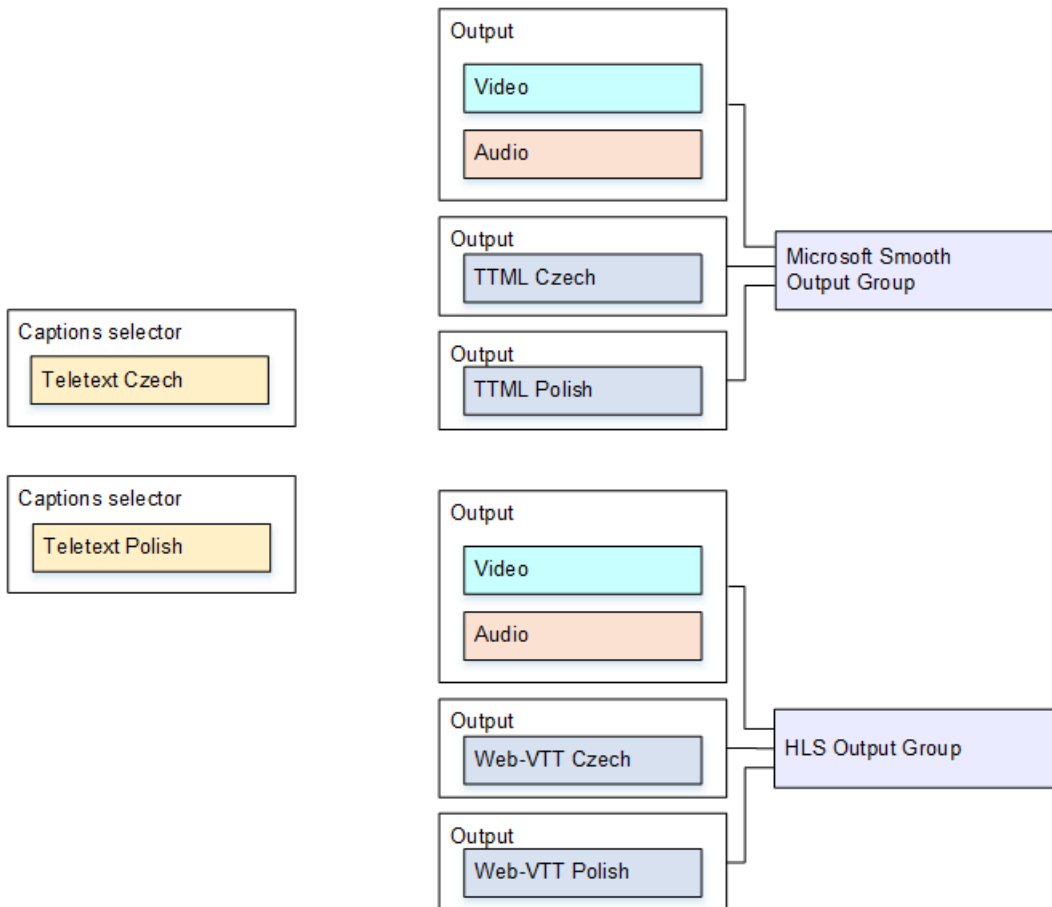 Captions selector
Teletext Czech
Captions selector
Teletext Polish
Output
Video
Audio
Output
TTML Czech
Output
TTML Polish
Microsoft Smooth
Output Group
Output
Video
Audio
Output
Web-VTT Czech
Output
Web-VTT Polish
HLS Output Group